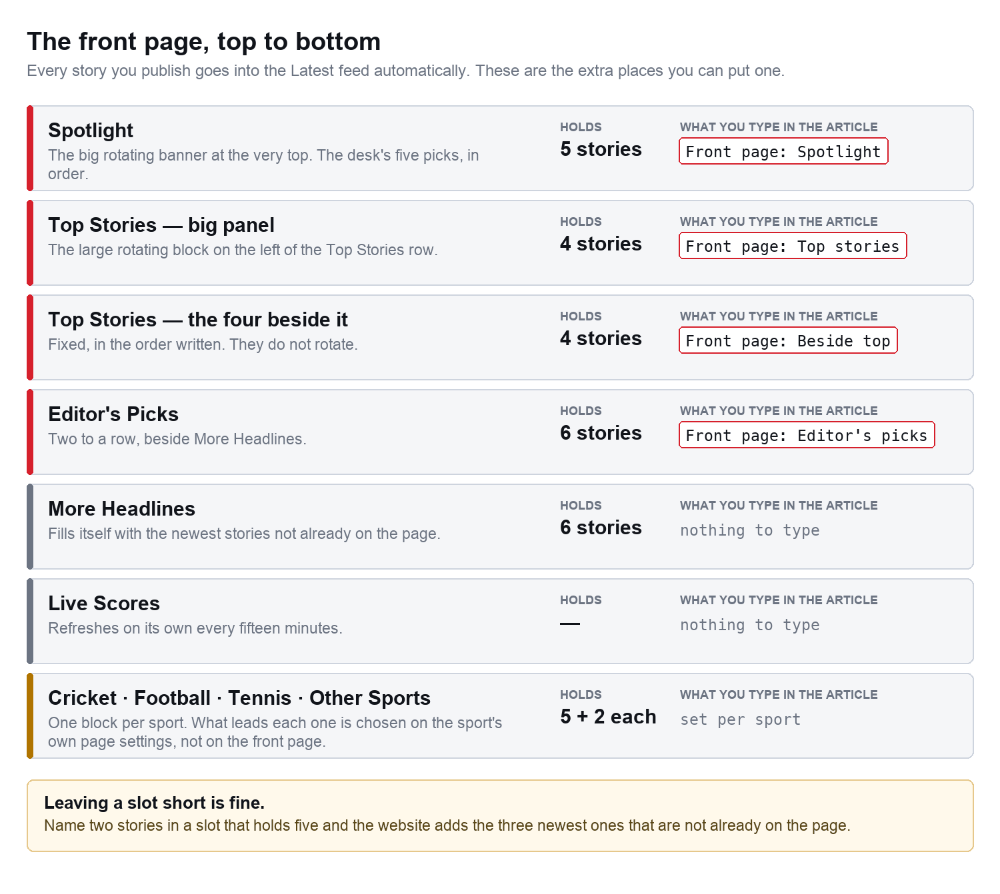 The front page, top to bottom
Every story you publish goes into the Latest feed automatically. These are the extra places you can put one.
Spotlight
The big rotating banner at the very top. The desk's five picks, in
order.
HOLDS
5 stories
WHAT YOU TYPE IN THE ARTICLE
Front page: Spotlight
Top Stories — big panel
The large rotating block on the left of the Top Stories row.
HOLDS
4 stories
WHAT YOU TYPE IN THE ARTICLE
Front page: Top stories
Top Stories — the four beside it
Fixed, in the order written. They do not rotate.
HOLDS
4 stories
WHAT YOU TYPE IN THE ARTICLE
Front page: Beside top
Editor's Picks
Two to a row, beside More Headlines.
HOLDS
6 stories
WHAT YOU TYPE IN THE ARTICLE
Front page: Editor's picks
More Headlines
Fills itself with the newest stories not already on the page.
HOLDS
6 stories
WHAT YOU TYPE IN THE ARTICLE
nothing to type
Live Scores
Refreshes on its own every fifteen minutes.
HOLDS
—
WHAT YOU TYPE IN THE ARTICLE
nothing to type
Cricket · Football · Tennis · Other Sports
One block per sport. What leads each one is chosen on the sport's
own page settings, not on the front page.
HOLDS
5 + 2 each
WHAT YOU TYPE IN THE ARTICLE
set per sport
Leaving a slot short is fine.
Name two stories in a slot that holds five and the website adds the three newest ones that are not already on the page.